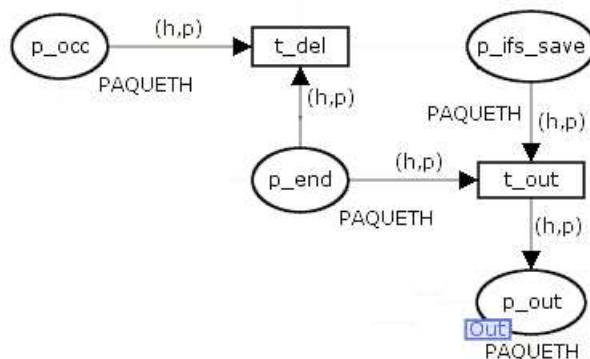 (h,p)
p_occ
t_del
p_ifs_save
PAQUETH
(h,p)
PAQUETH
(h,p)
(h,p)
p_end
t_out
PAQUETH
(h,p)
p_out
Out
PAQUETH